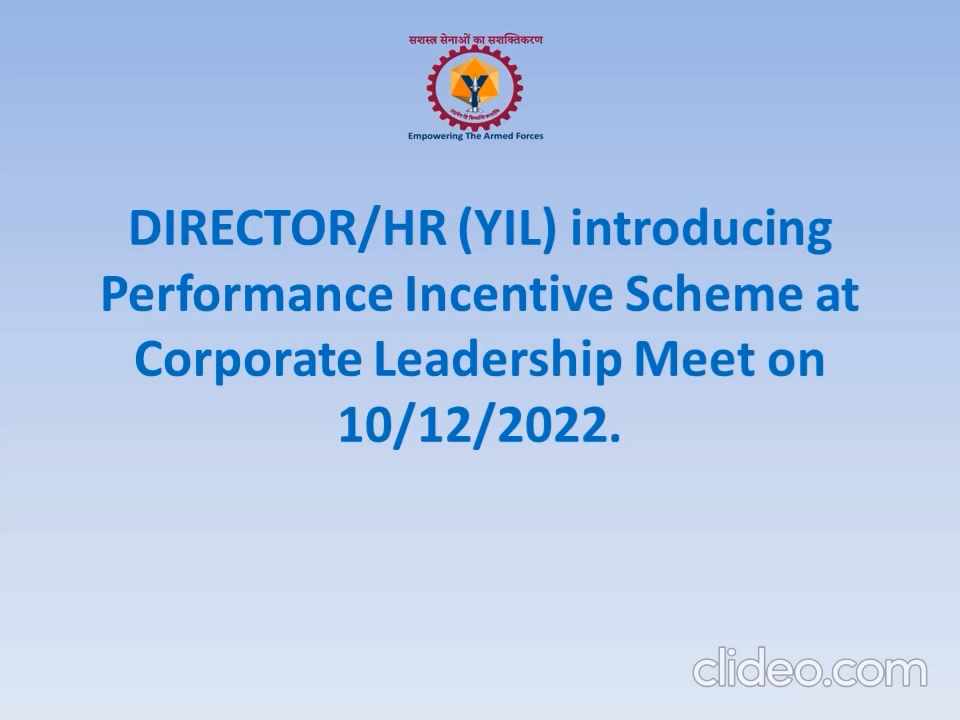 सशस्त्र सेनाओं का सशक्तिकरण
Y
Empowering The Armed Forces
DIRECTOR/HR (YIL) introducing
Performance Incentive Scheme at
Corporate Leadership Meet on
10/12/2022.
clideo.com